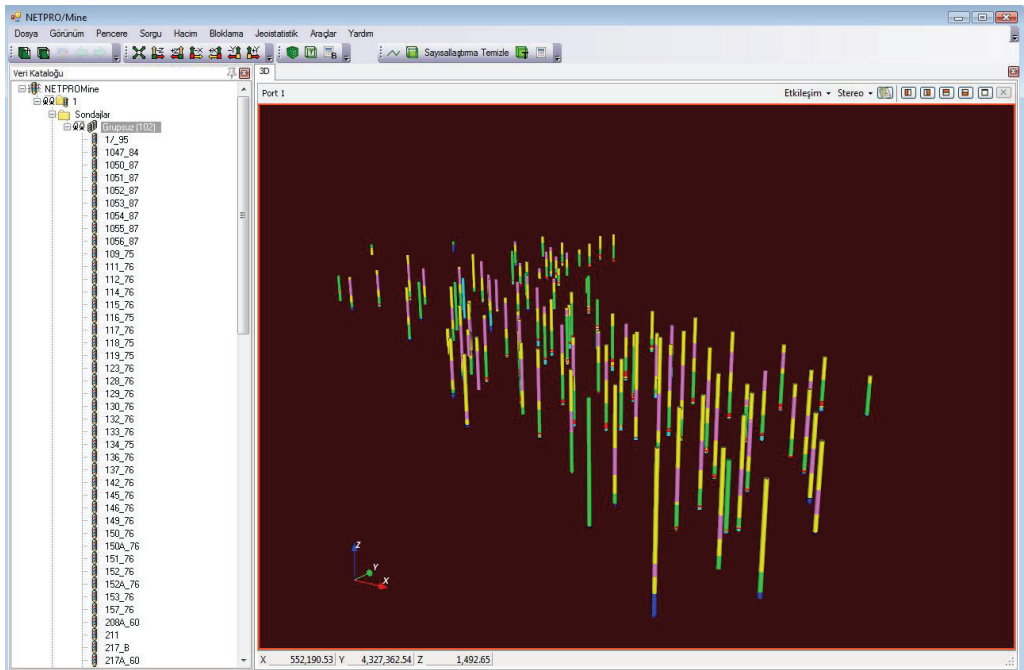 NETPRO/Mine
Dosya Görünüm Pencere Sorgu Hacim Bloklama Jeoistatistik Araçlar Yardım
Sayısallaştırma Temizle
Veri Kataloğu
3D
NETPROMine
Port 1
Etkileşim Stereo
1
Sondajlar
Grupsuz (102)
1/_95
1047_84
1050_87
1051_87
1052_87
1053_87
1054_87
1055_87
1056_87
109_75
111_76
112_76
114_76
115_76
116_75
117_76
118_75
119_75
123_76
128_76
129_76
130_76
132_76
133_76
134_75
136_76
137_76
142_76
145_76
146_76
149_76
150_76
150A_76
151_76
152_76
152A_76
153_76
157_76
208A_60
211
217_B
217A_60
Z
Y
X
X 552,190.53 Y 4,327,362.54 Z 1,492.65